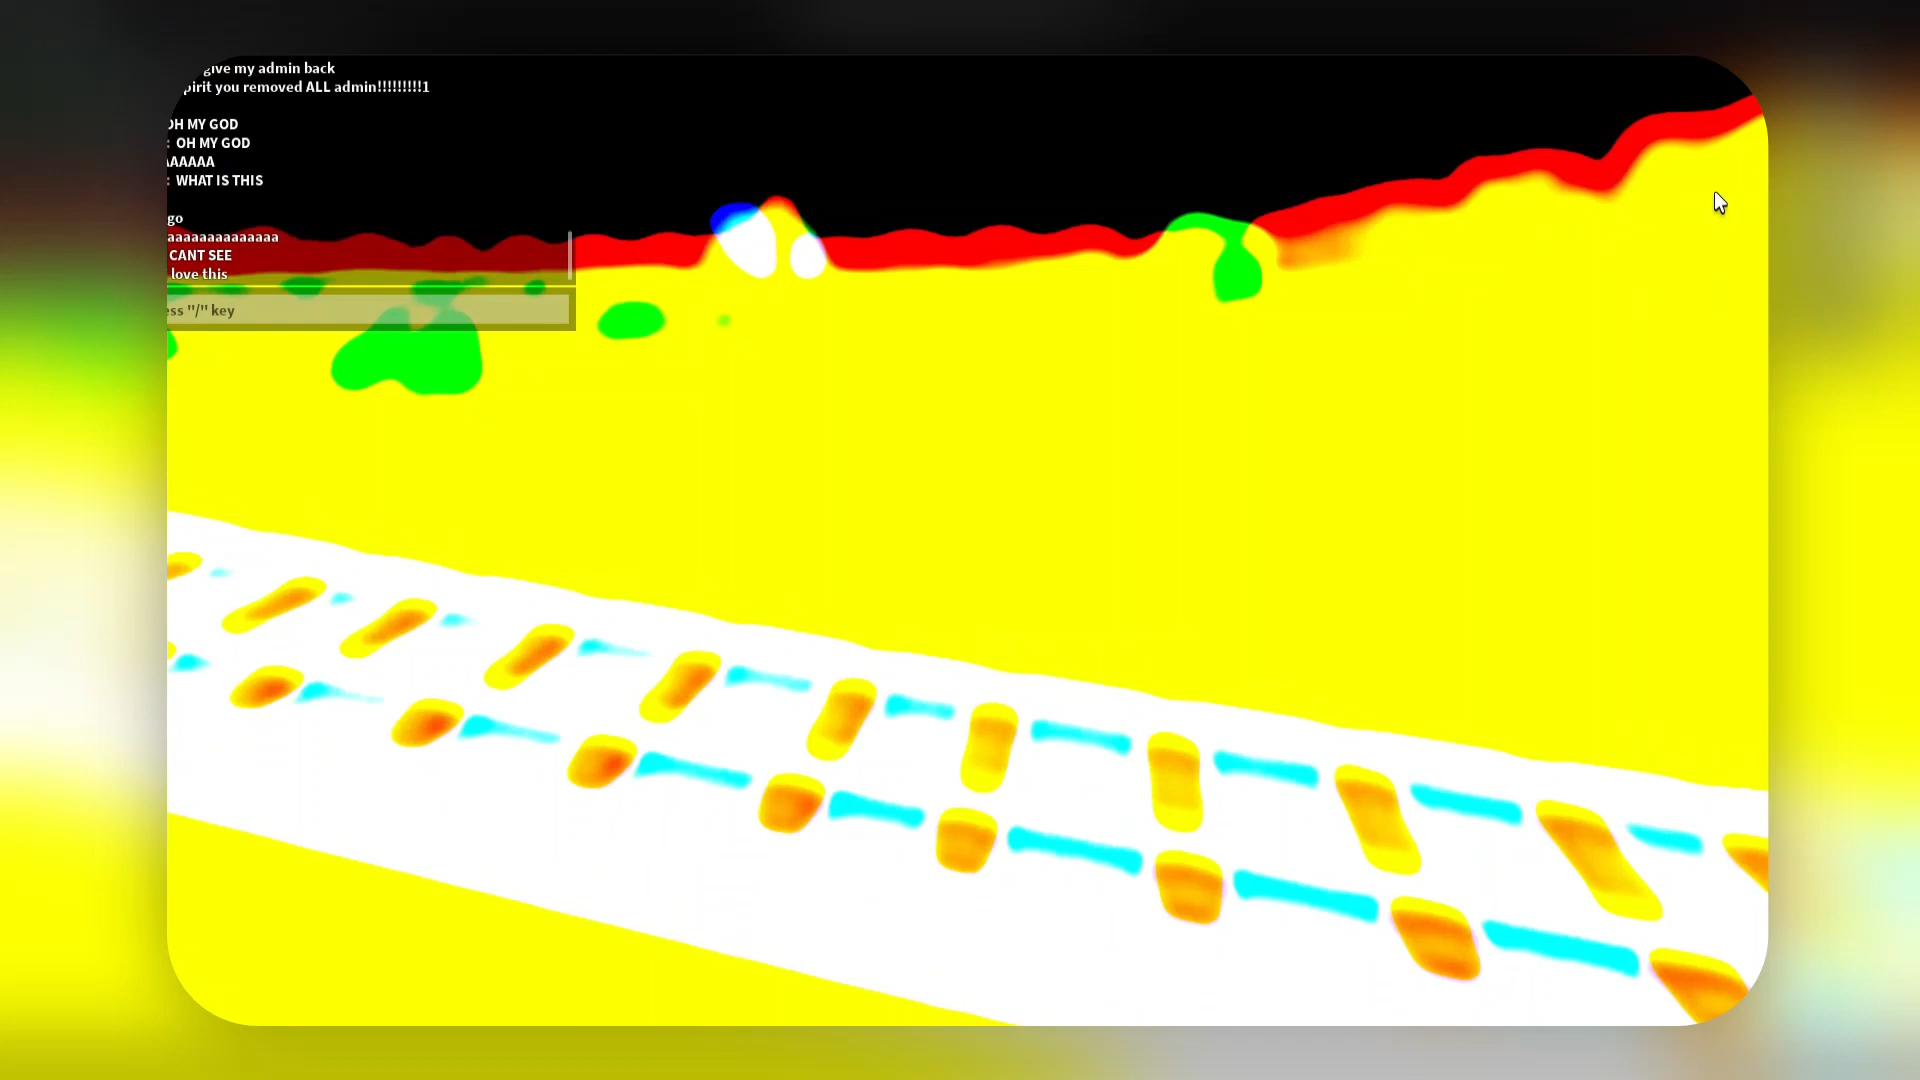 give my admin back
pirit you removed ALL admin!!!!!!!!!1
OH MY GOD
: OH MY GOD
AAAAAA
: WHAT IS THIS
go
aaaaaaaaaaaaaa
CANT SEE
love this
ess "/" key